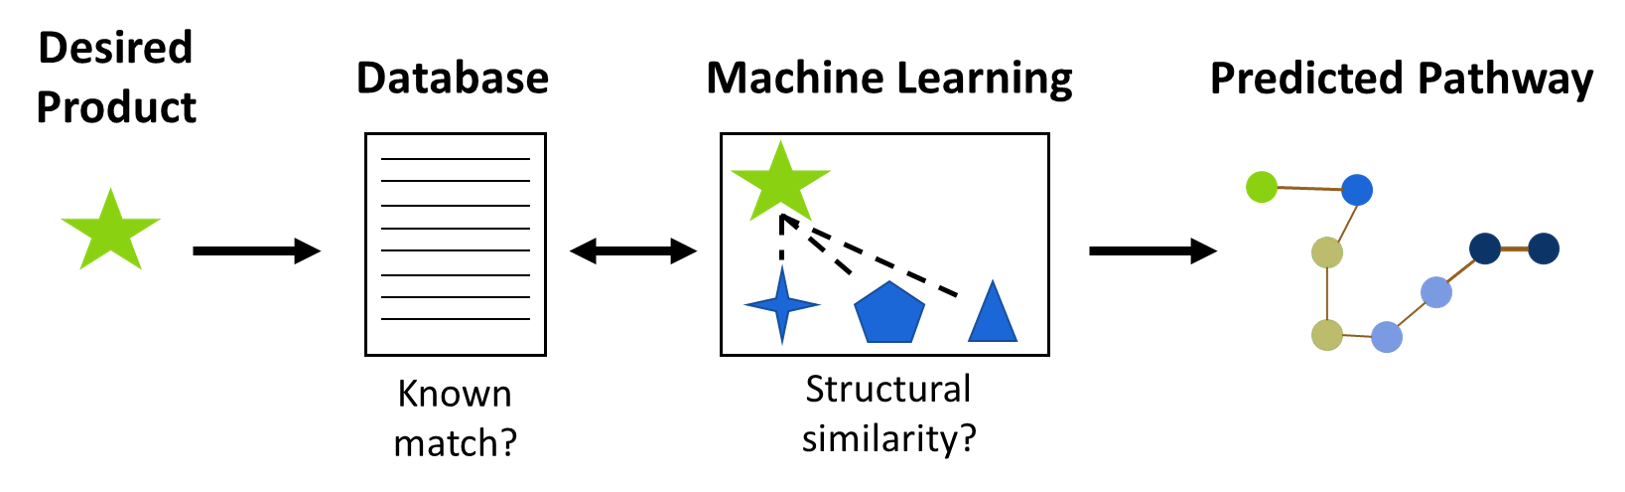 Desired
Product
Database
Machine Learning
Predicted Pathway
Known
match?
Structural
similarity?